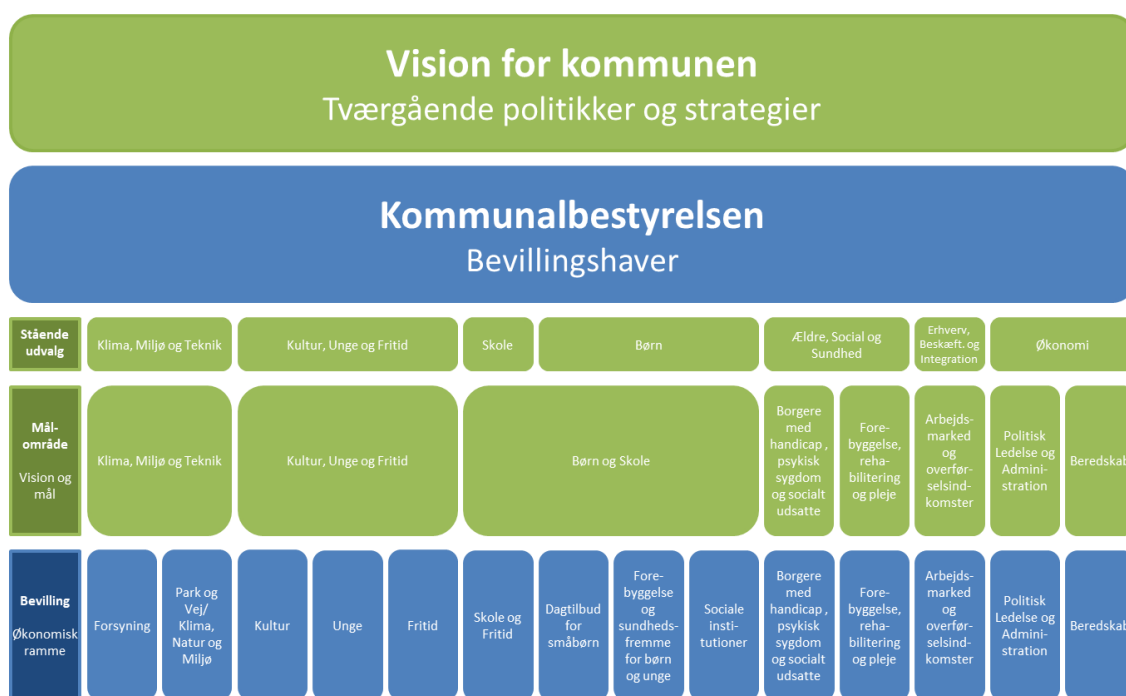 Vision for kommunen
Tværgående politikker og strategier
Kommunalbestyrelsen
Bevillingshaver
Stående
udvalg
Klima, Miljø og Teknik
Kultur, Unge og Fritid
Skole
Børn
Ældre, Social og
Sundhed
Erhverv,
Beskæft. og
Integration
Økonomi
Mål-
område
Vision og
mål
Klima, Miljø og Teknik
Kultur, Unge og Fritid
Børn og Skole
Borgere
med
handicap ,
psykisk
sygdom
og socialt
udsatte
Fore-
byggelse,
reha-
bilitering
og pleje
Arbejds-
marked
og
overfør-
selsind-
komster
Politisk
Ledelse og
Admini-
stration
Beredskab
Bevilling
Økonomisk
ramme
Forsyning
Park og
Vej/
Klima,
Natur og
Miljø
Kultur
Unge
Fritid
Skole og
Fritid
Dagtilbud
for
småbørn
Fore-
byggelse
og
sundheds-
fremme
for børn
og unge
Sociale
insti-
tutioner
Borgere
med
handicap ,
psykisk
sygdom
og socialt
udsatte
Fore-
byggelse,
reha-
bilitering
og pleje
Arbejds-
marked
og
overfør-
selsind-
komster
Politisk
Ledelse og
Admini-
stration
Beredskab